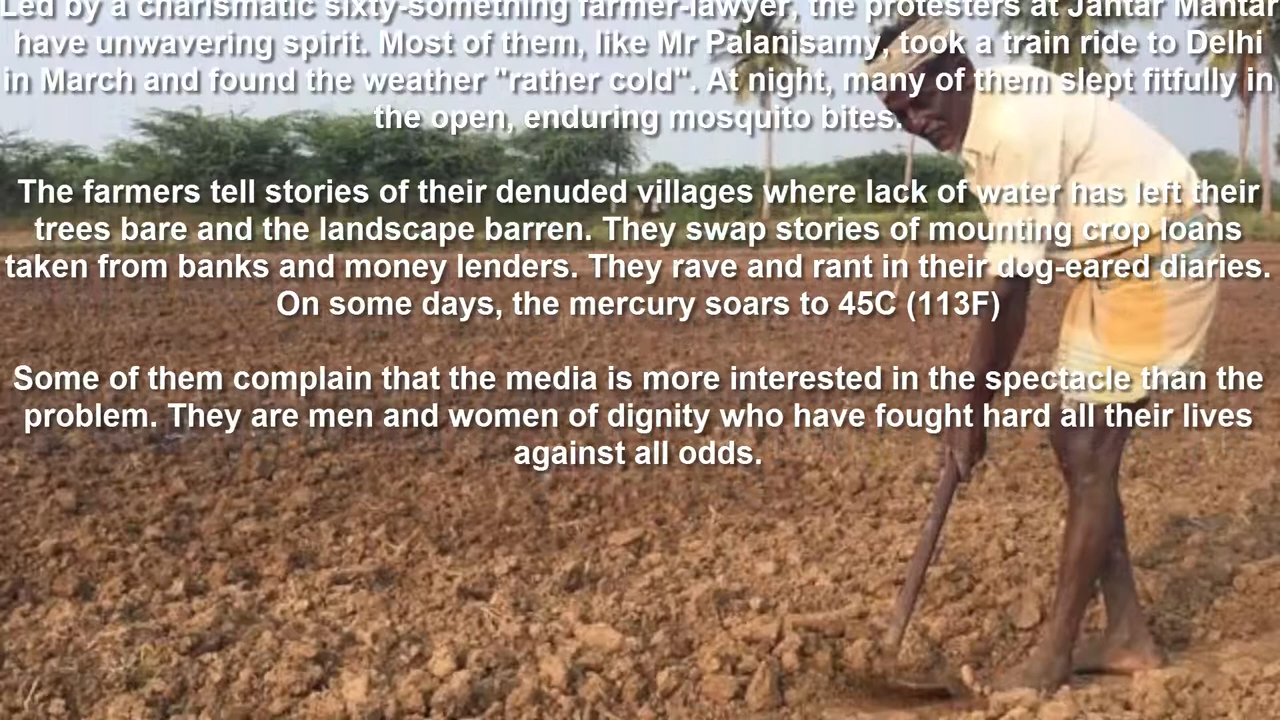 Led by a charismatic sixty-something farmer-lawyer, the protesters at Jantar Mantar
have unwavering spirit. Most of them, like Mr Palanisamy, took a train ride to Delhi
in March and found the weather "rather cold". At night, many of them slept fitfully in
the open, enduring mosquito bites.
The farmers tell stories of their denuded villages where lack of water has left their
trees bare and the landscape barren. They swap stories of mounting crop loans
taken from banks and money lenders. They rave and rant in their dog-eared diaries.
On some days, the mercury soars to 45C (113F)
Some of them complain that the media is more interested in the spectacle than the
problem. They are men and women of dignity who have fought hard all their lives
against all odds.